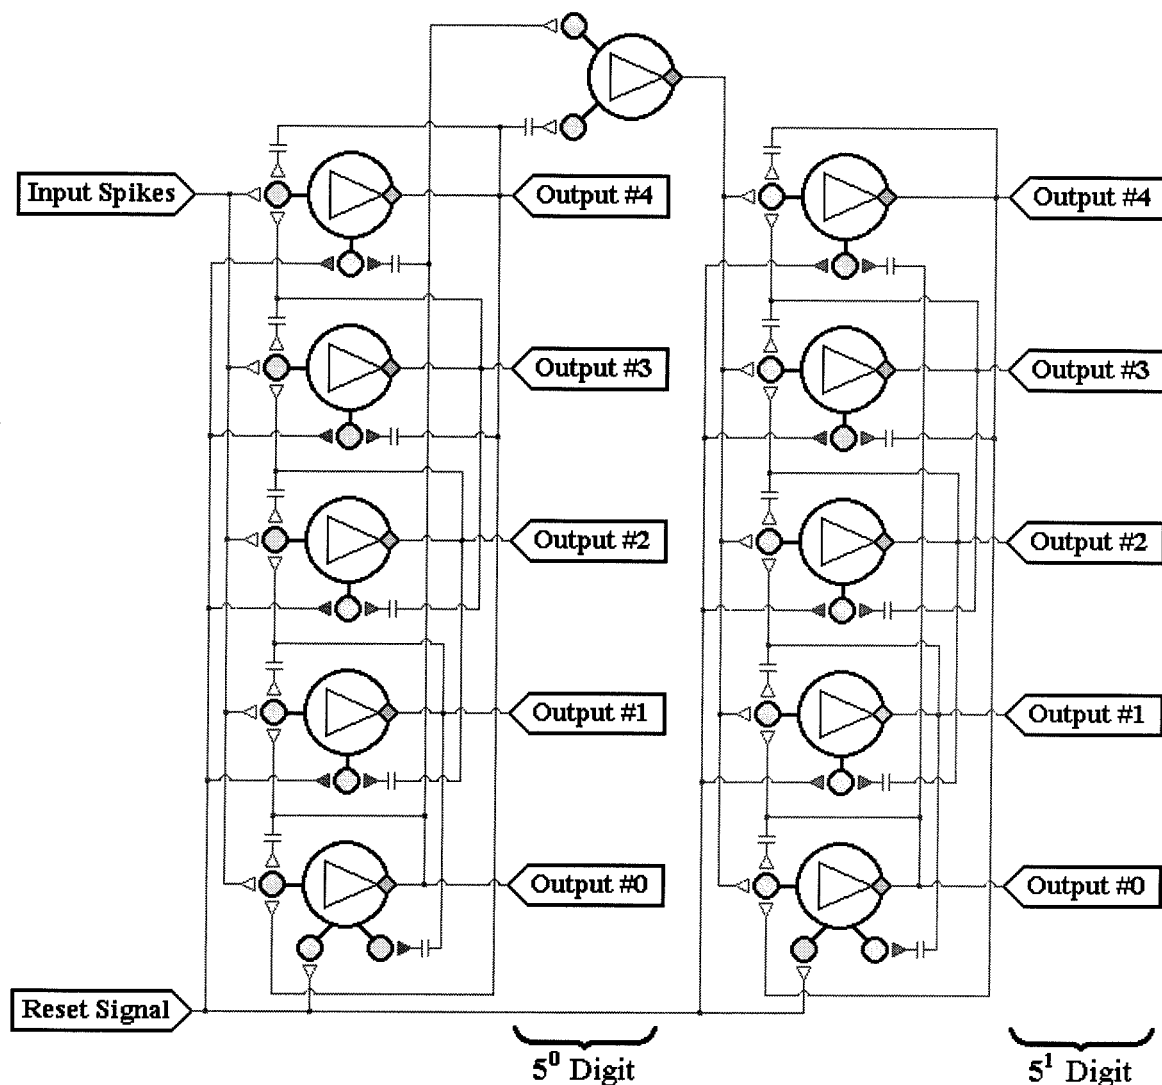 Input Spikes
Output #4
Output #4
Output #3
Output #3
Output #2
Output #2
Output #1
Output #1
Output #0
Output #0
Reset Signal
5⁰ Digit
5¹ Digit